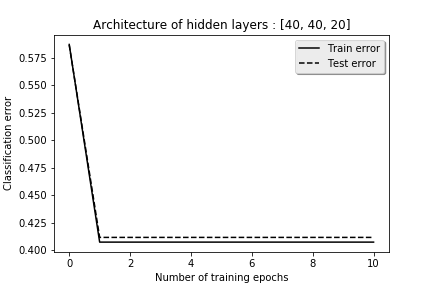 Architecture of hidden layers : [40, 40, 20]
Train error
Test error
0.575
0.550
0.525
0.500
0.475
0.450
0.425
0.400
Classification error
0 2 4 6 8 10
Number of training epochs